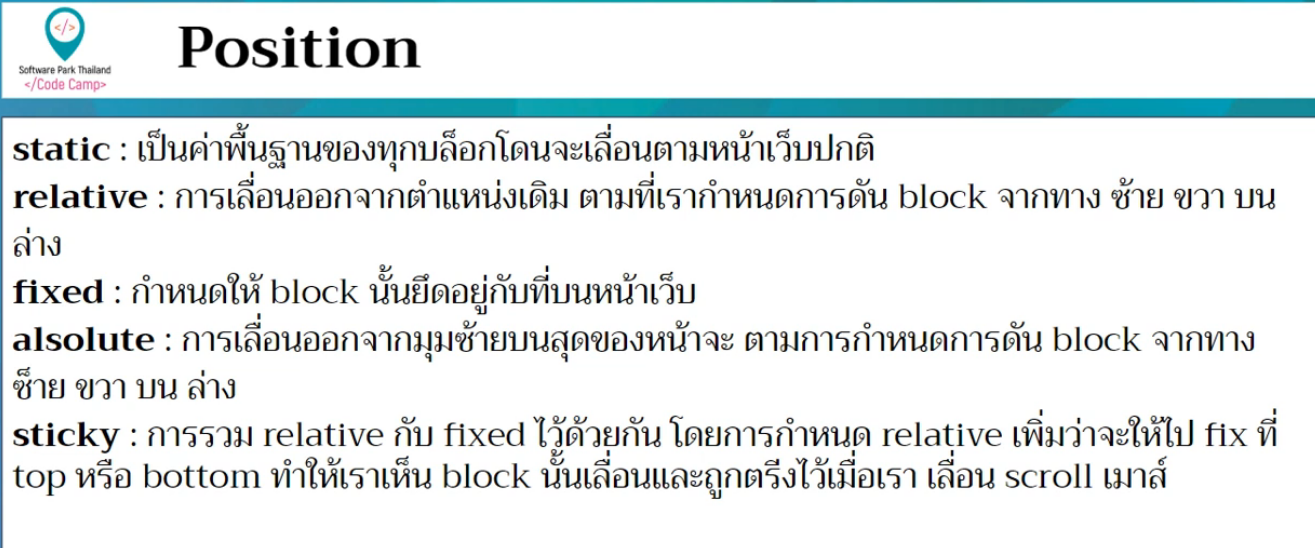 </>
Software Park Thailand
</Code Camp>
Position
static : เป็นค่าพื้นฐานของทุกบล็อกโดนจะเลื่อนตามหน้าเว็บปกติ
relative : การเลื่อนออกจากตำแหน่งเดิม ตามที่เรากำหนดการดัน block จากทาง ซ้าย ขวา บน
ล่าง
fixed : กำหนดให้ block นั้นยึดอยู่กับที่บนหน้าเว็บ
alsolute : การเลื่อนออกจากมุมซ้ายบนสุดของหน้าจะ ตามการกำหนดการดัน block จากทาง
ซ็าย ขวา บน ล่าง
sticky : การรวม relative กับ fixed ไว้ด้วยกัน โดยการกำหนด relative เพิ่มว่าจะให้ไป fix ที่
top หรือ bottom ทำให้เราเห็น block นั้นเลื่อนและถูกตรึงไว้เมื่อเรา เลื่อน scroll เมาส์